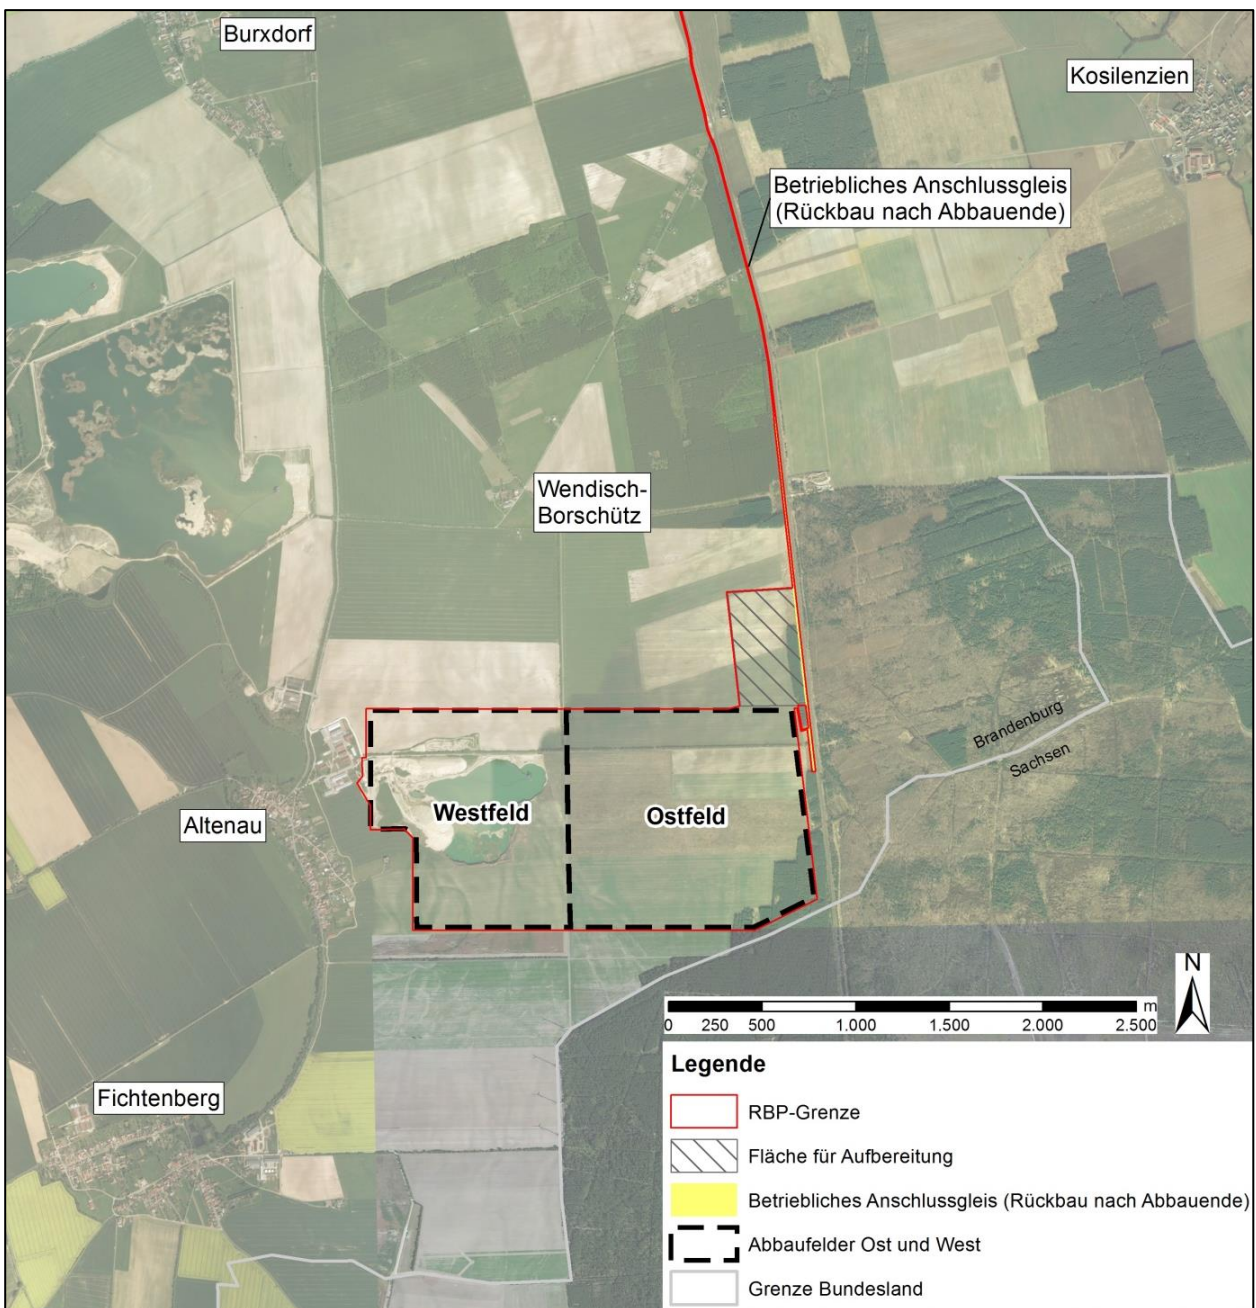 Burxdorf
Kosilenzien
Betriebliches Anschlussgleis
(Rückbau nach Abbauende)
Wendisch-
Borschütz
Brandenburg
Sachsen
Westfeld
Ostfeld
Altenau
Fichtenberg
N
m
0 250 500 1.000 1.500 2.000 2.500
Legende
RBP-Grenze
Fläche für Aufbereitung
Betriebliches Anschlussgleis (Rückbau nach Abbauende)
Abbaufelder Ost und West
Grenze Bundesland